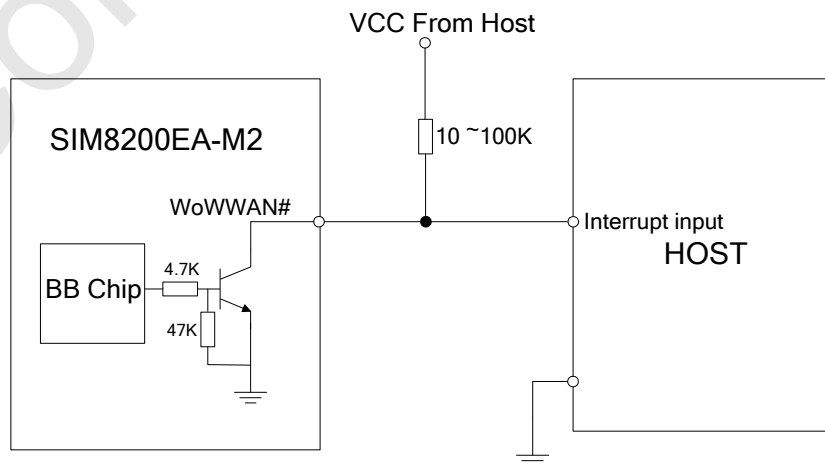 VCC From Host
SIM8200EA-M2
10 ~100K
WoWWAN#
Interrupt input
HOST
BB Chip
4.7K
47K